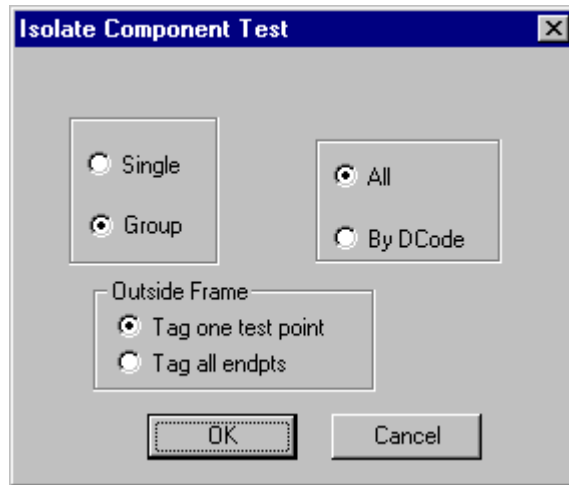 Isolate Component Test
Single
Group
All
By DCode
Outside Frame
Tag one test point
Tag all endpts
OK
Cancel